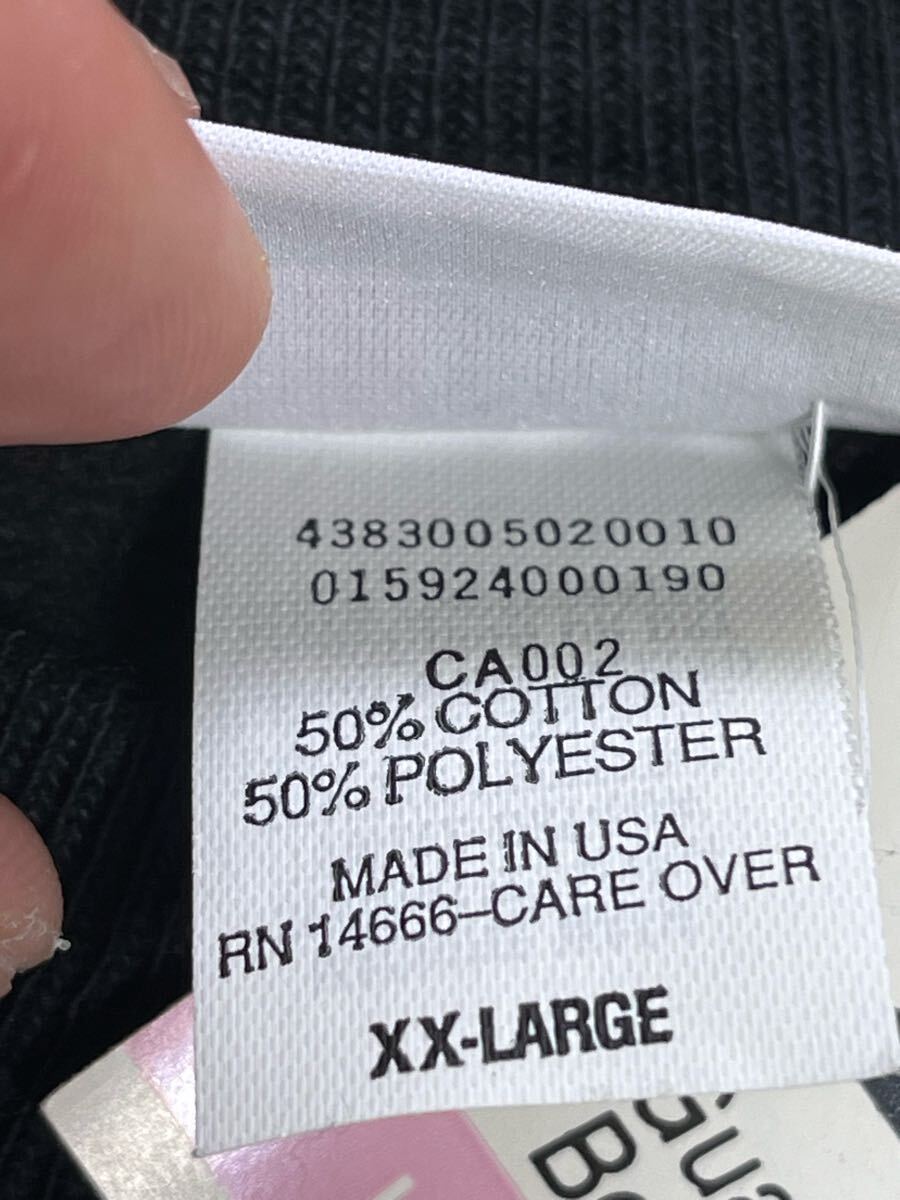 4383005020010
015924000190
CA002
50% COTTON
50% POLYESTER
MADE IN USA
RN 14666-CARE OVER
XX-LARGE